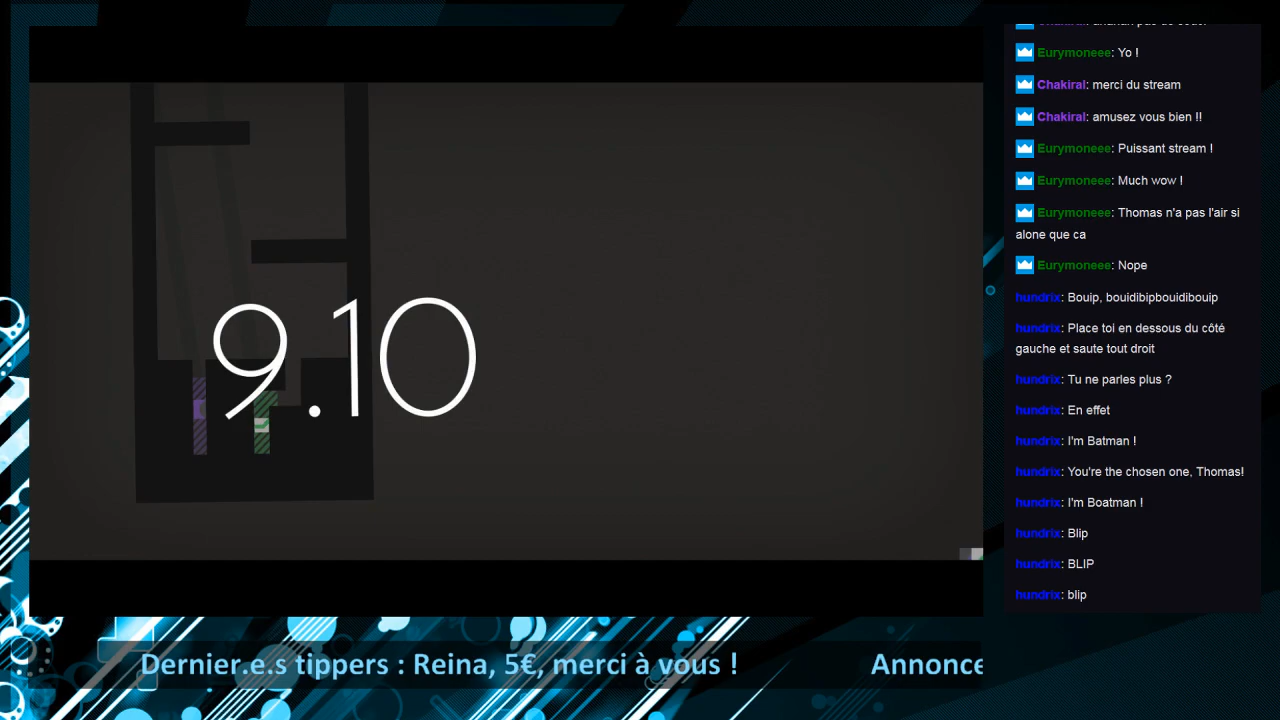 9.10
Eurymoneee: Yo !
Chakiral: merci du stream
Chakiral: amusez vous bien !!
Eurymoneee: Puissant stream !
Eurymoneee: Much wow !
Eurymoneee: Thomas n'a pas l'air si
alone que ca
Eurymoneee: Nope
hundrix: Bouip, bouidibipbouidibouip
hundrix: Place toi en dessous du côté
gauche et saute tout droit
hundrix: Tu ne parles plus ?
hundrix: En effet
hundrix: I'm Batman !
hundrix: You're the chosen one, Thomas!
hundrix: I'm Boatman !
hundrix: Blip
hundrix: BLIP
hundrix: blip
Dernier.e.s tippers : Reina, 5€, merci à vous !
Annonce